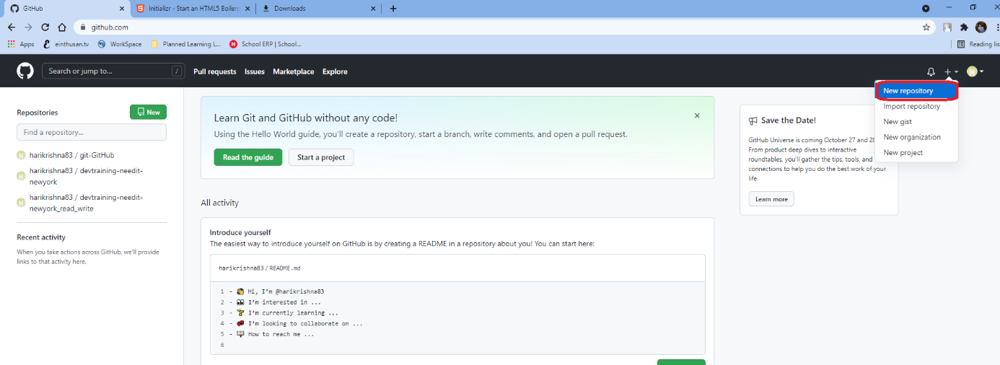 GitHub
Initializr - Start an HTML5 Boilerp
Downloads
github.com
Apps
einthusan.tv
WorkSpace
Planned Learning L...
School ERP | School...
Reading lis
Search or jump to...
/
Pull requests
Issues
Marketplace
Explore
New repository
Import repository
New gist
New organization
New project
Repositories
New
Find a repository...
harikrishna83 / git-GitHub
harikrishna83 / devtraining-needit-
newyork
harikrishna83 / devtraining-needit-
newyork_read_write
Recent activity
When you take actions across GitHub, we'll provide
links to that activity here.
Learn Git and GitHub without any code!
Using the Hello World guide, you'll create a repository, start a branch, write comments, and open a pull request.
Read the guide
Start a project
All activity
Introduce yourself
The easiest way to introduce yourself on GitHub is by creating a README in a repository about you! You can start here:
harikrishna83 / README.md
1 - 👋 Hi, I'm @harikrishna83
2 - 👀 I'm interested in ...
3 - 🌱 I'm currently learning ...
4 - 💞️ I'm looking to collaborate on ...
5 - 📫 How to reach me ...
6
Save the Date!
GitHub Universe is coming October 27 and 28
From product deep dives to interactive
roundtables, you'll gather the tips, tools, and
connections to help you do the best work of your
life.
Learn more